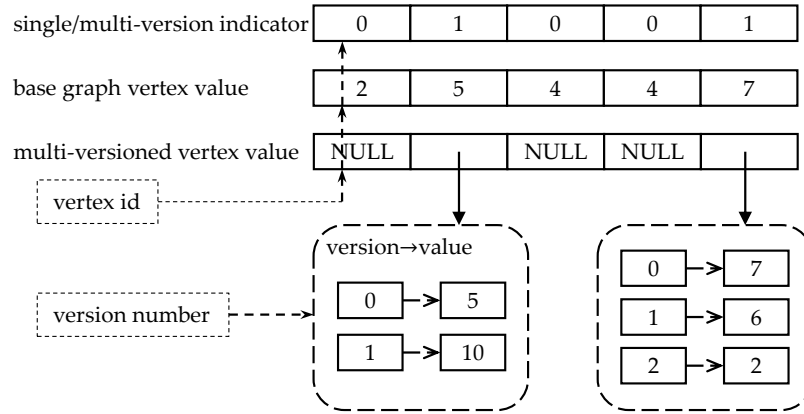 single/multi-version indicator 0 1 0 0 1
base graph vertex value 2 5 4 4 7
multi-versioned vertex value NULL NULL NULL
vertex id
version→value
0 5
1 10
version number
0 7
1 6
2 2